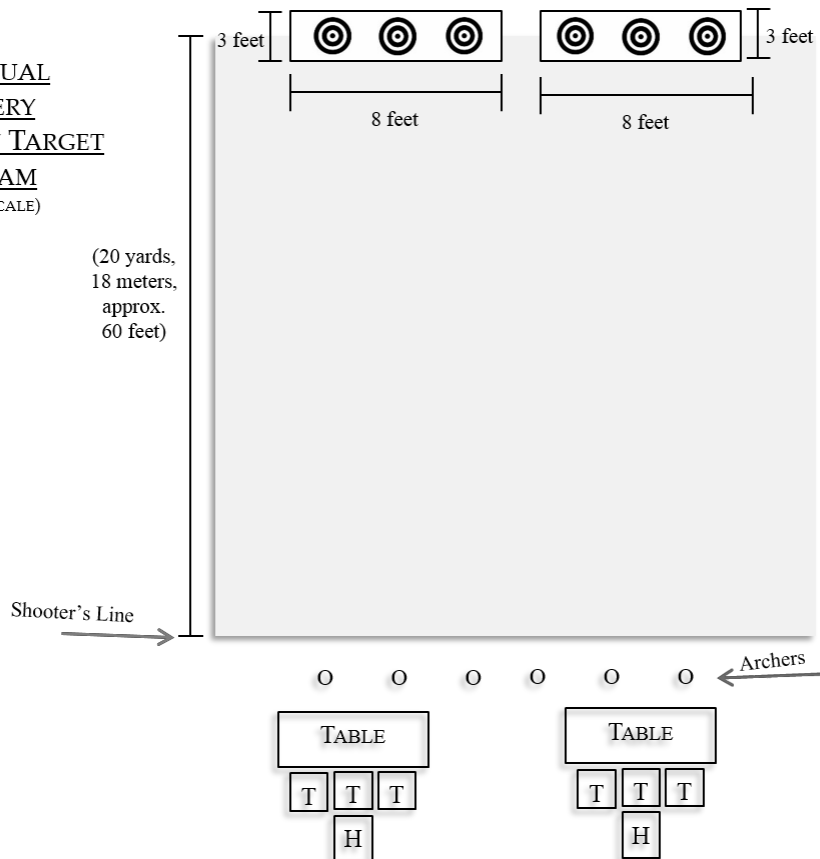 UAL
ERY
TARGET
AM
CALE)
3 feet
3 feet
8 feet
8 feet
(20 yards,
18 meters,
approx.
60 feet)
Shooter's Line
O O O O O O
Archers
TABLE
TABLE
T T T
T T T
H
H